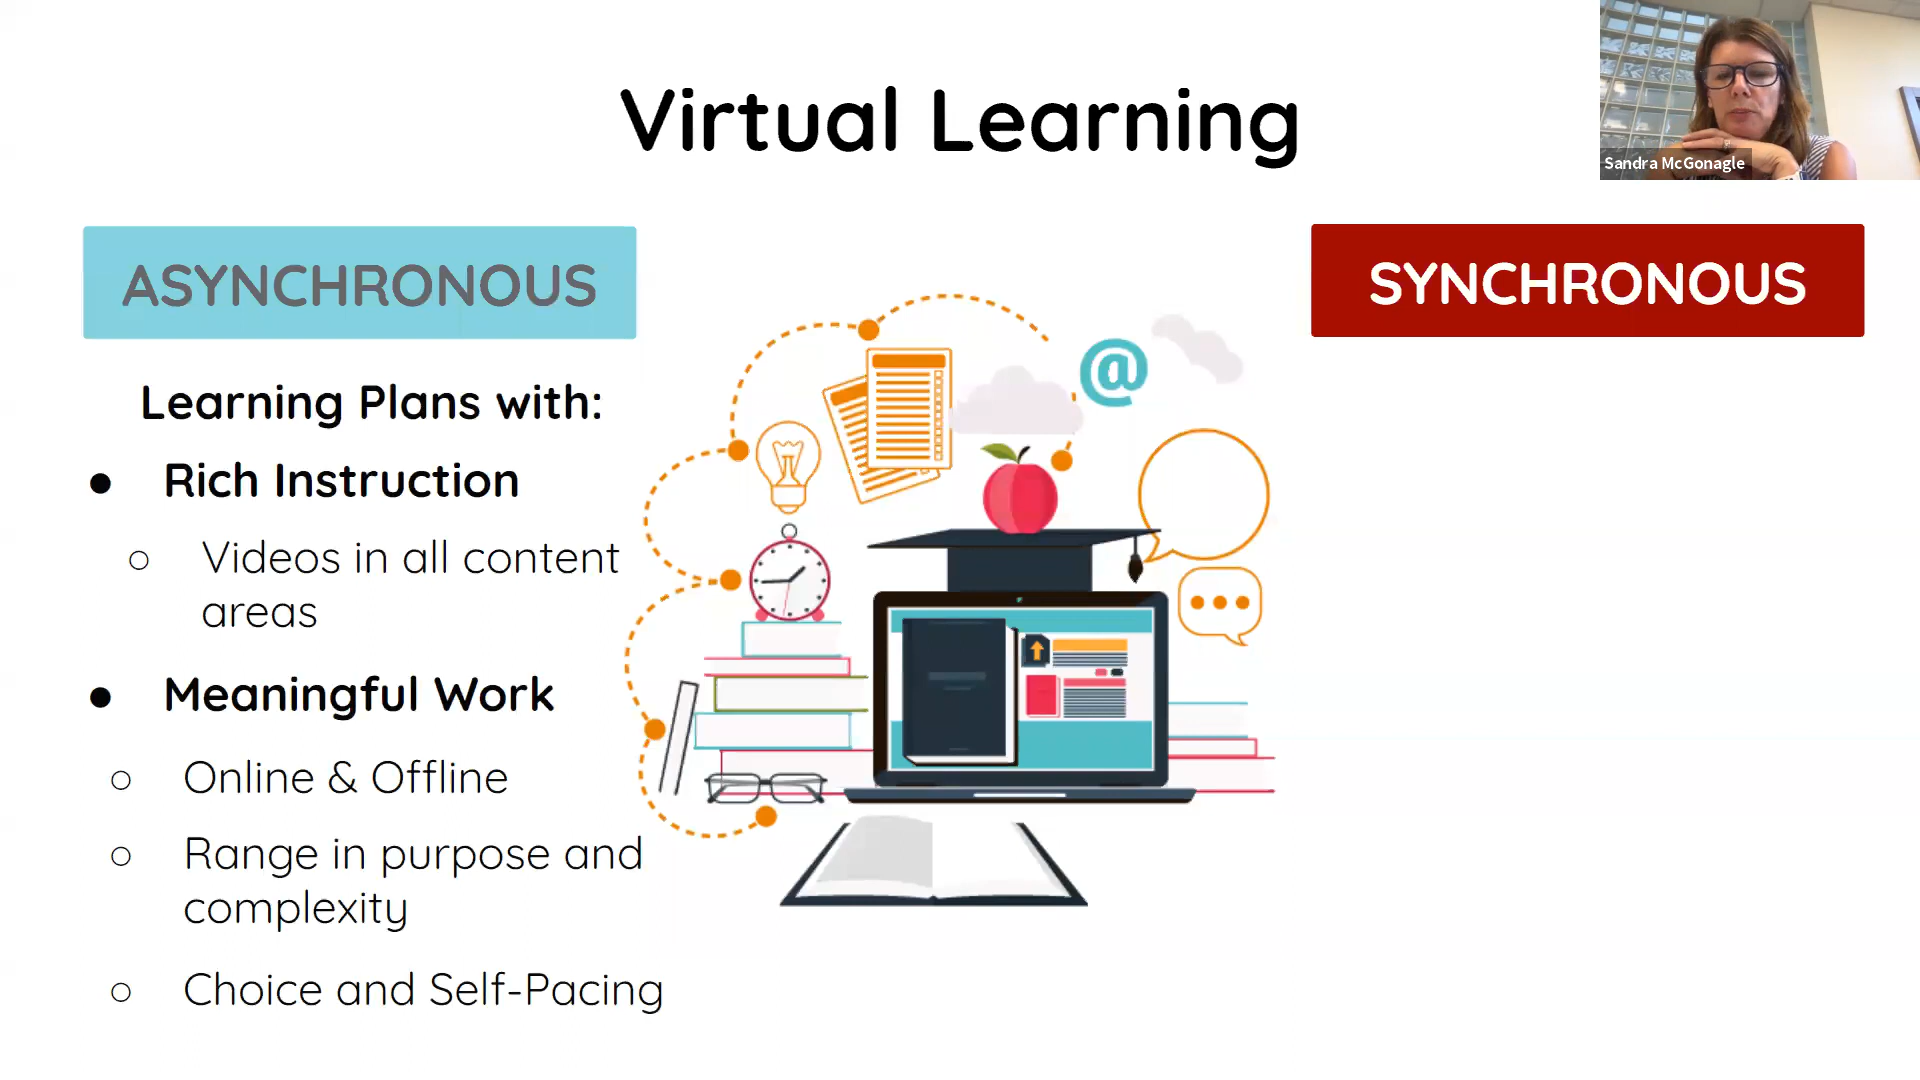 Virtual Learning
Sandra McGonagle
ASYNCHRONOUS
SYNCHRONOUS
Learning Plans with:
● Rich Instruction
○ Videos in all content
areas
● Meaningful Work
○ Online & Offline
○ Range in purpose and
complexity
○ Choice and Self-Pacing
@